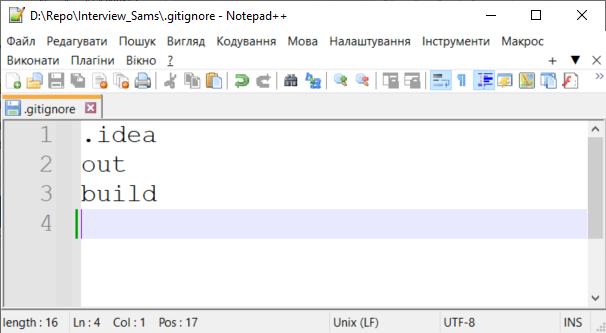 D:\Repo\Interview_Sams\.gitignore - Notepad++
Файл Редагувати Пошук Вигляд Кодування Мова Налаштування Інструменти Макрос
Виконати Плагіни Вікно ?
.gitignore
1 .idea
2 out
3 build
4
length : 16 Ln : 4 Col : 1 Pos : 17 Unix (LF) UTF-8 INS